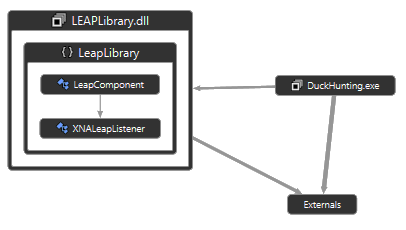 LEAPLibrary.dll
{ } LeapLibrary
LeapComponent
XNALeapListener
DuckHunting.exe
Externals